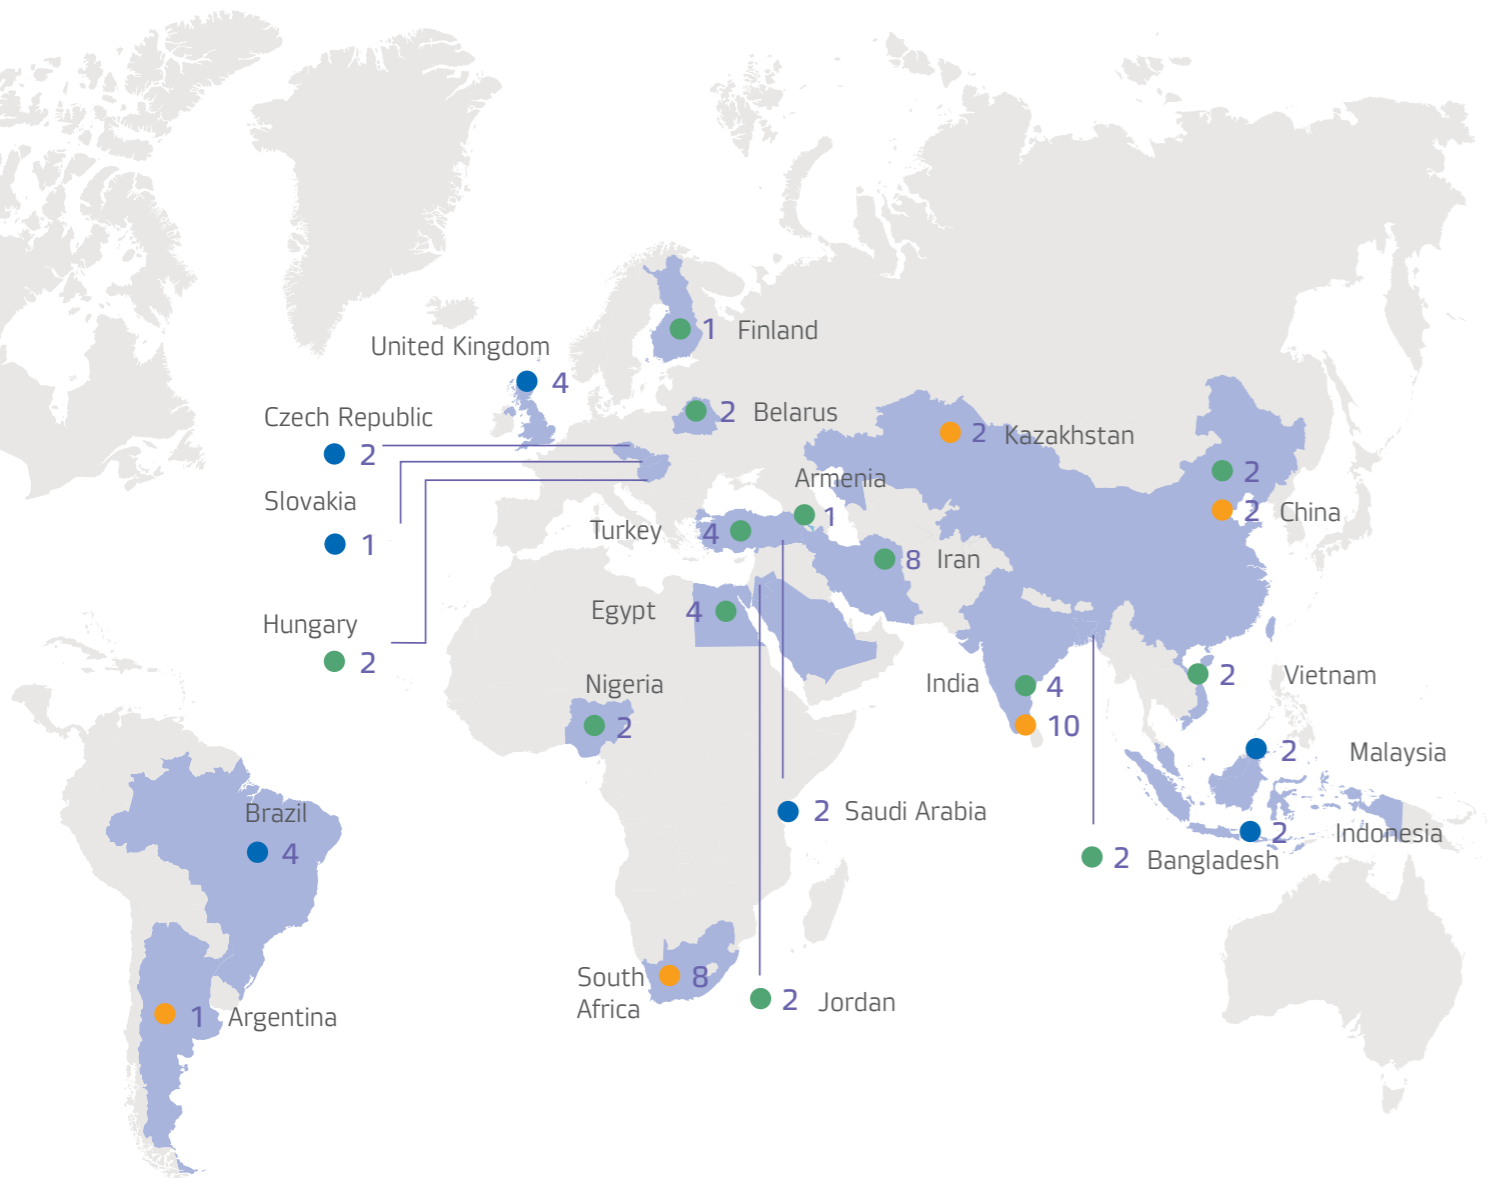 1 Finland
United Kingdom
4
2 Belarus
Czech Republic
2
2 Kazakhstan
Armenia
1
2
2 China
Slovakia
1
Turkey
4
8 Iran
Egypt 4
Hungary
2
Nigeria
2
India 4
10
2 Vietnam
2 Malaysia
Brazil
4
2 Saudi Arabia
2 Indonesia
2 Bangladesh
South
Africa
8
2 Jordan
1 Argentina